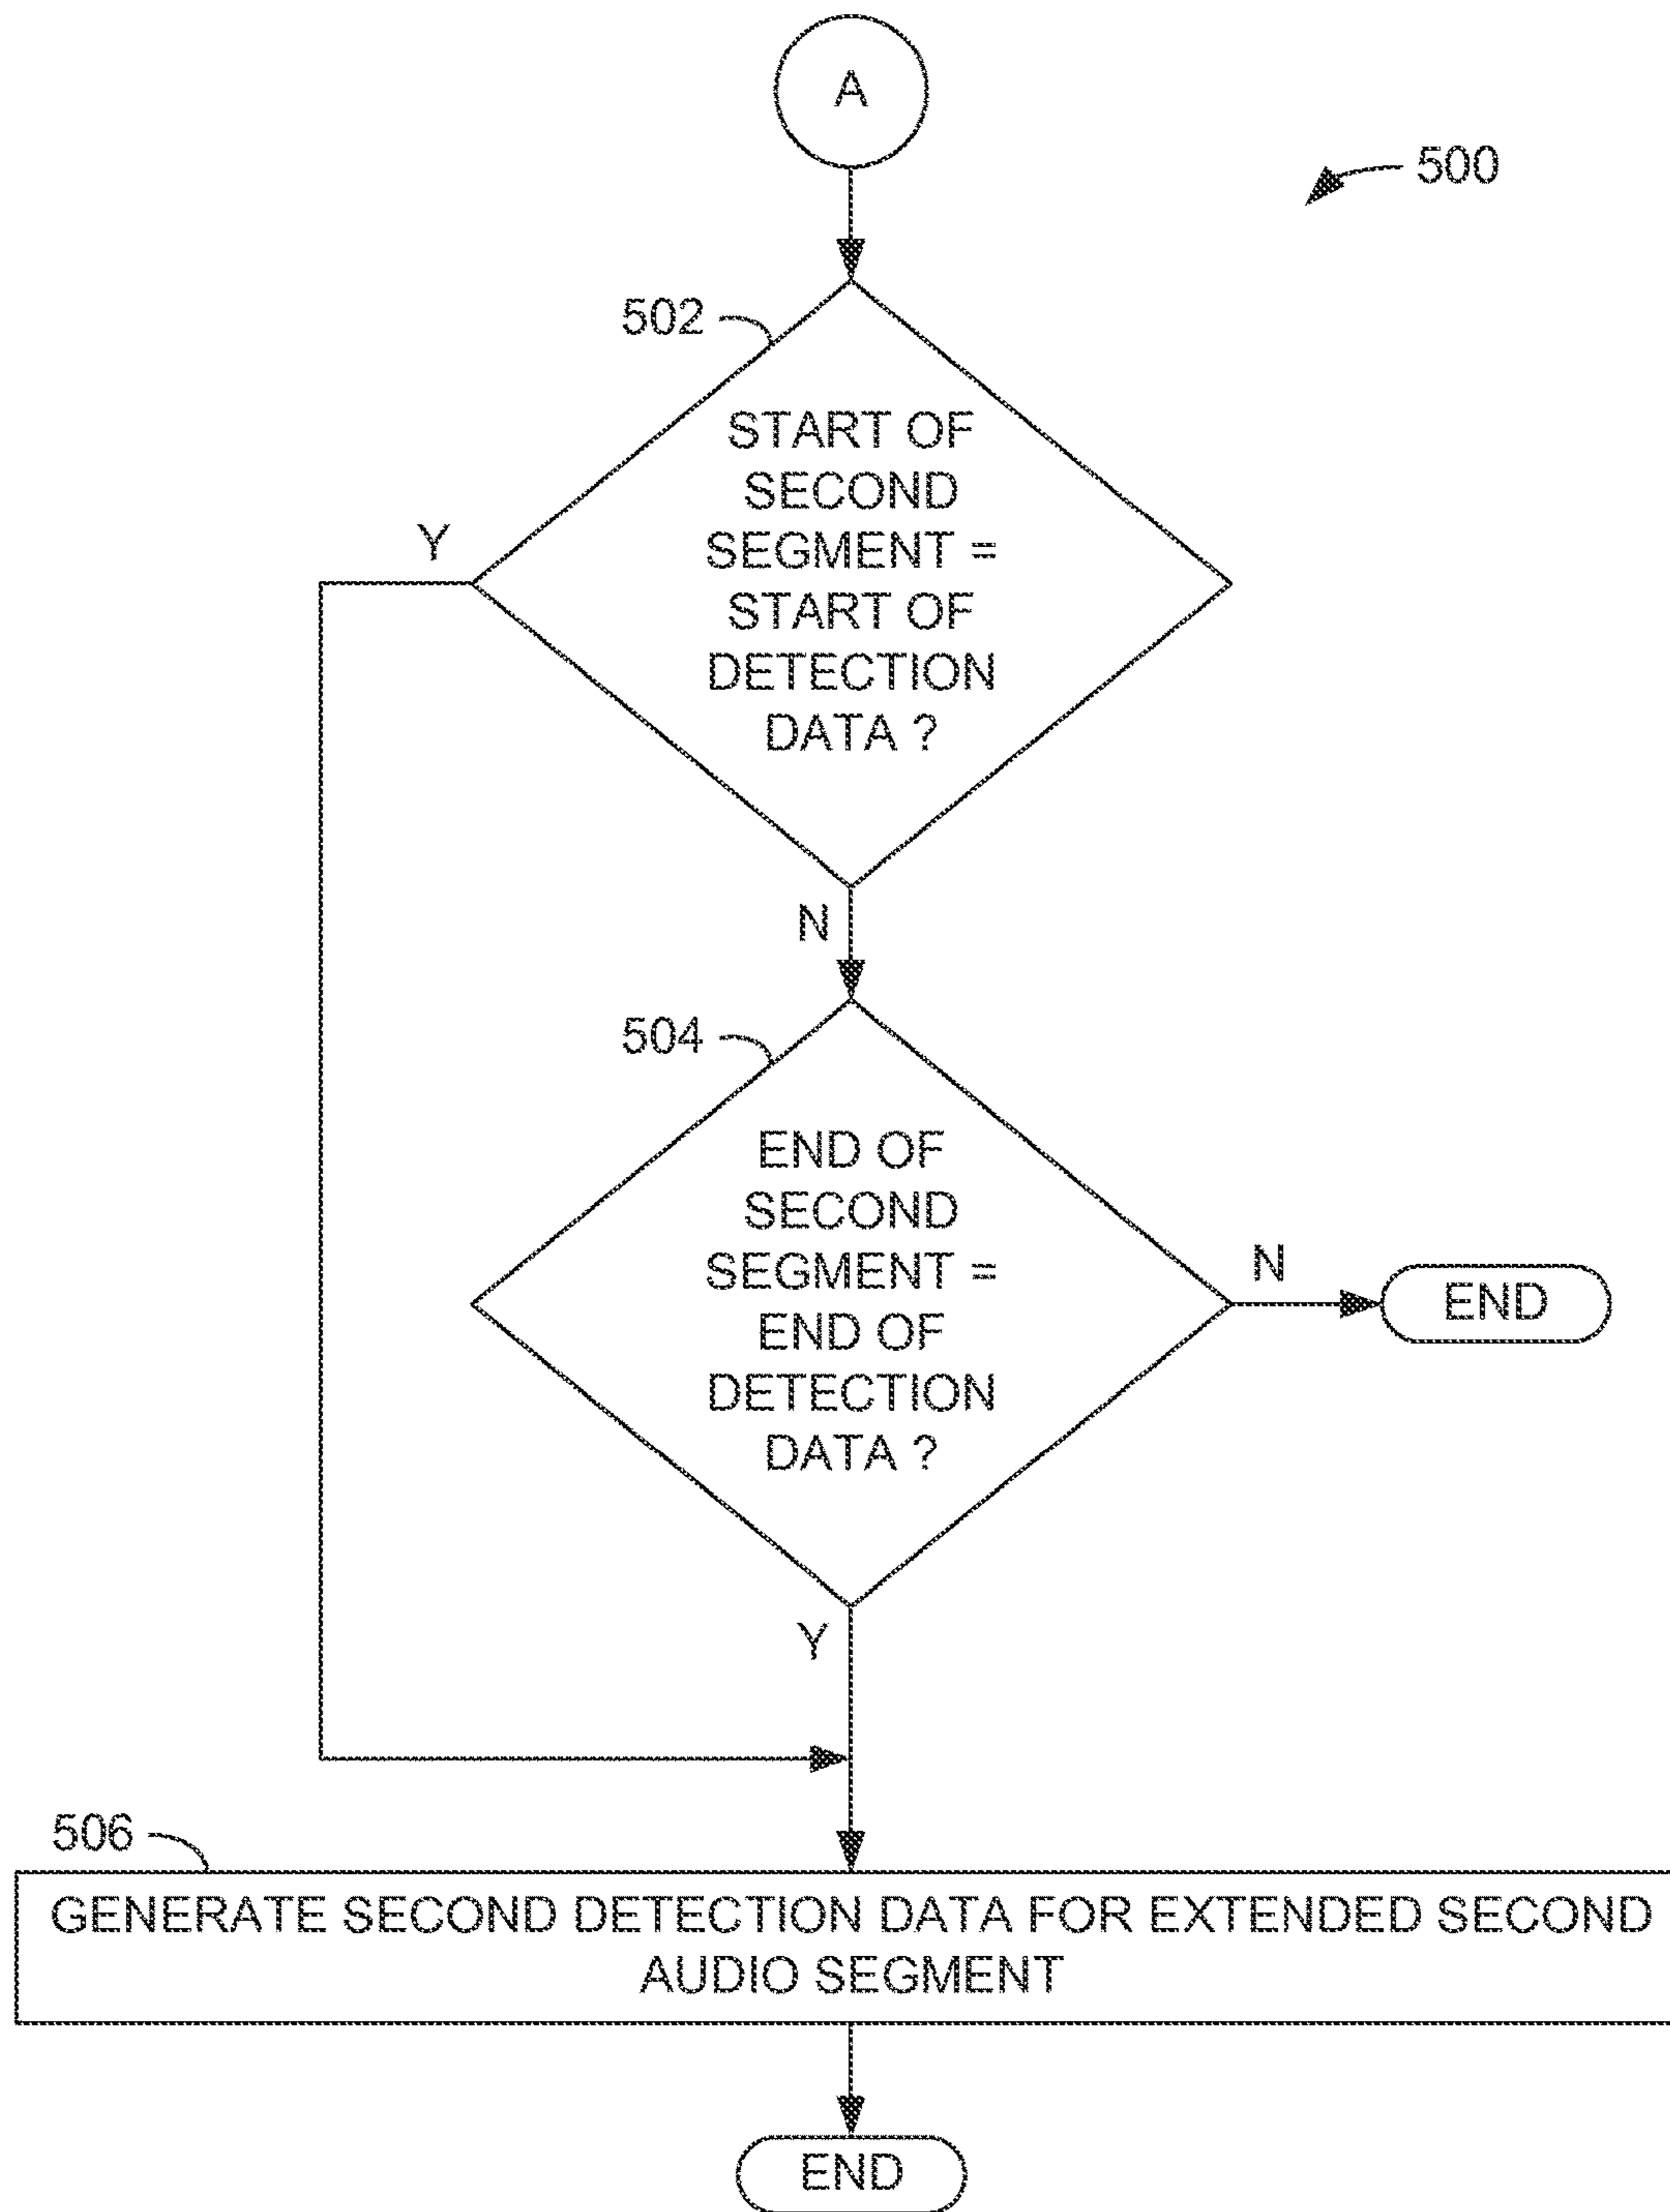 A
500
502
START OF
SECOND
SEGMENT =
START OF
DETECTION
DATA ?
Y
N
504
END OF
SECOND
SEGMENT =
END OF
DETECTION
DATA ?
N
END
Y
506
GENERATE SECOND DETECTION DATA FOR EXTENDED SECOND
AUDIO SEGMENT
END